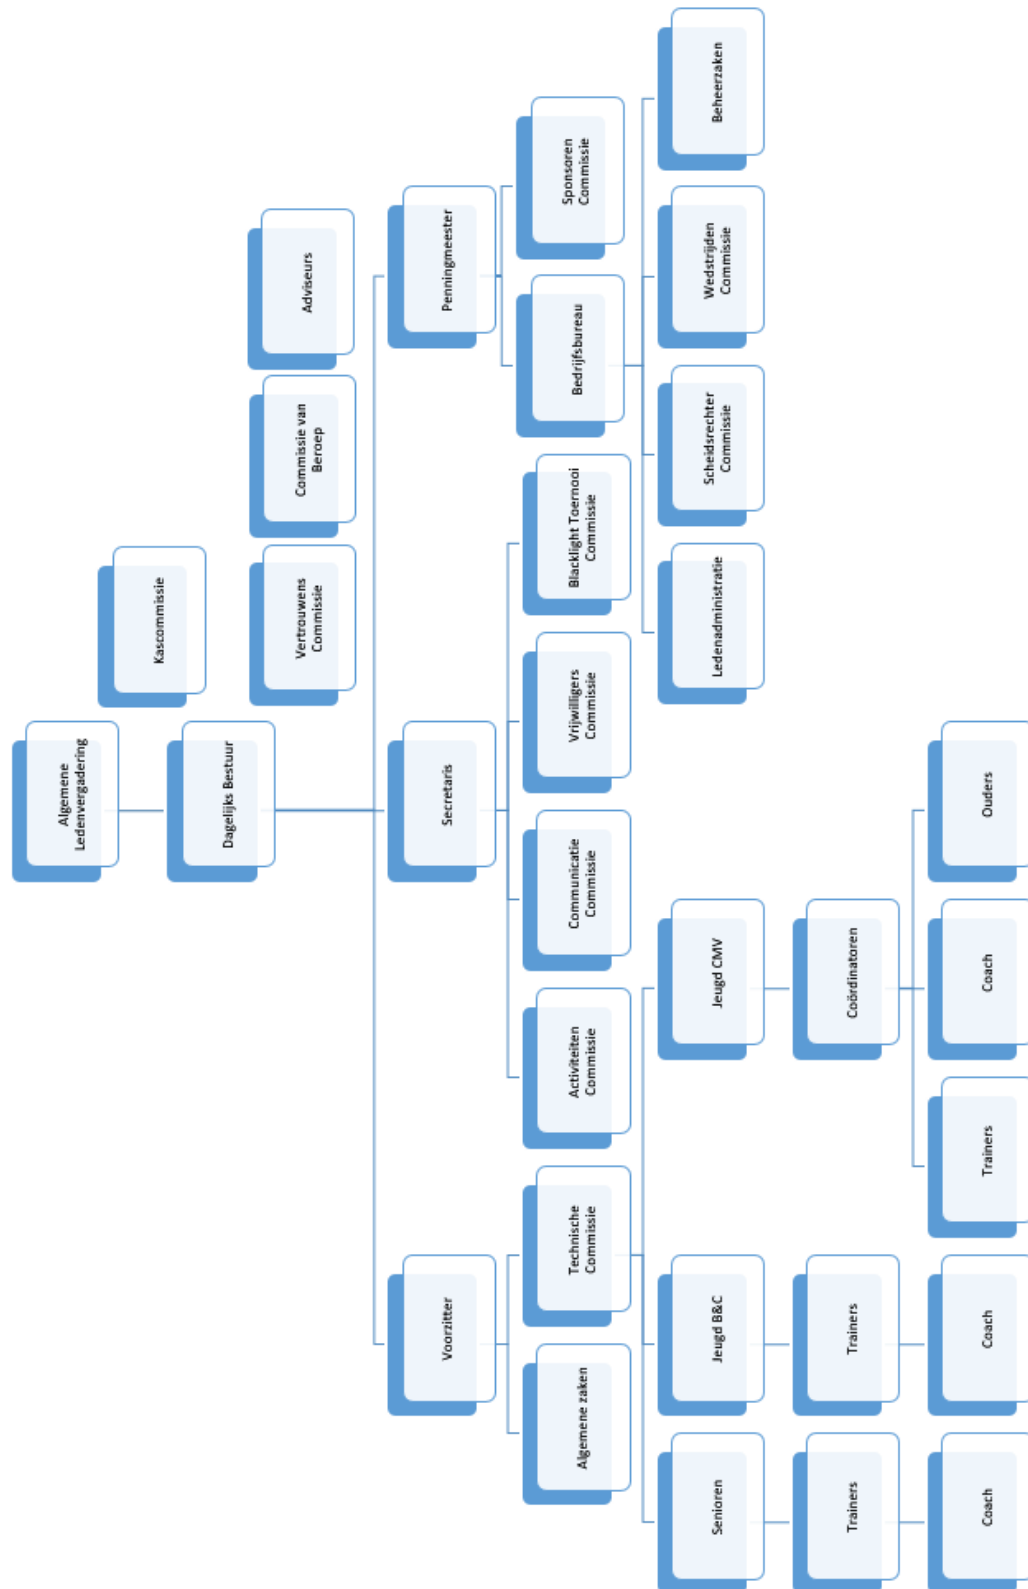 Algemene
Ledenvergadering
Kascommissie
Dagelijks Bestuur
Vertrouwens
Commissie
Commissie van
Beroep
Adviseurs
Voorzitter
Secretaris
Penningmeester
Algemene zaken
Technische
Commissie
Activiteiten
Commissie
Communicatie
Commissie
Vrijwilligers
Commissie
Blacklight Toernooi
Commissie
Bedrijfsbureau
Sponsoren
Commissie
Senioren
Jeugd B&C
Jeugd CMV
Ledenadministratie
Scheidsrechter
Commissie
Wedstrijden
Commissie
Beheerzaken
Trainers
Trainers
Coördinatoren
Coach
Coach
Trainers
Coach
Ouders